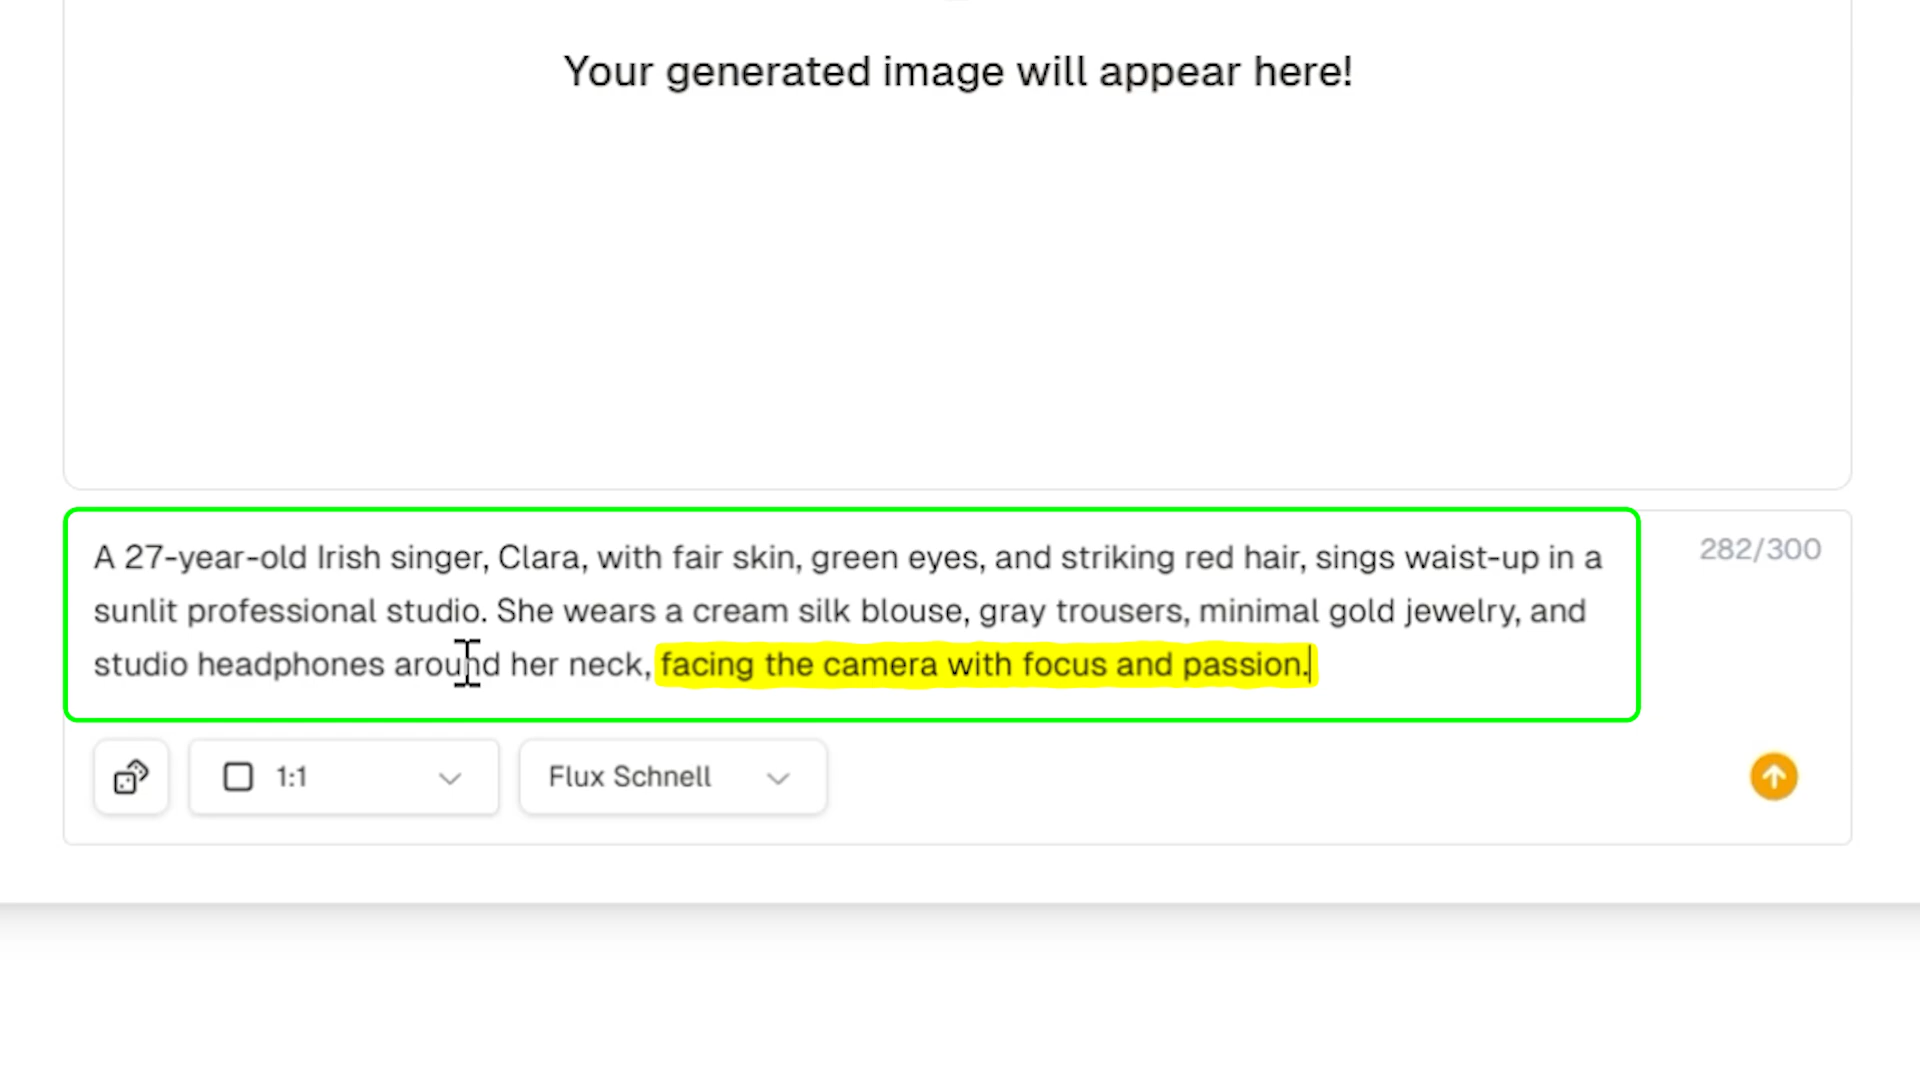 Your generated image will appear here!
A 27-year-old Irish singer, Clara, with fair skin, green eyes, and striking red hair, sings waist-up in a
282/300
sunlit professional studio. She wears a cream silk blouse, gray trousers, minimal gold jewelry, and
studio headphones around her neck, facing the camera with focus and passion.
1:1
Flux Schnell